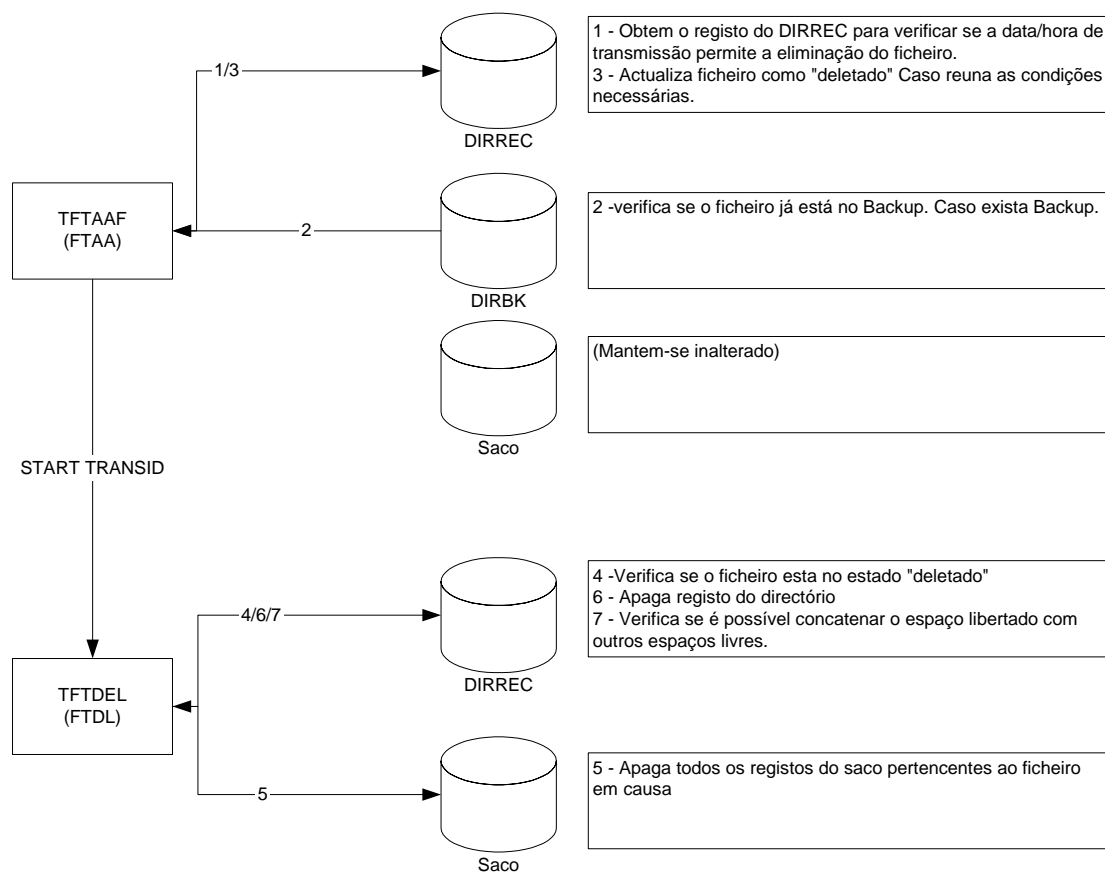 1 - Obtem o registo do DIRREC para verificar se a data/hora de
transmissão permite a eliminação do ficheiro.
3 - Actualiza ficheiro como "deletado" Caso reuna as condições
necessárias.
1/3
DIRREC
TFTAAF
(FTAA)
2 -verifica se o ficheiro já está no Backup. Caso exista Backup.
2
DIRBK
(Mantem-se inalterado)
Saco
START TRANSID
4 -Verifica se o ficheiro esta no estado "deletado"
6 - Apaga registo do directório
7 - Verifica se é possível concatenar o espaço libertado com
outros espaços livres.
4/6/7
DIRREC
TFTDEL
(FTDL)
5 - Apaga todos os registos do saco pertencentes ao ficheiro
em causa
5
Saco